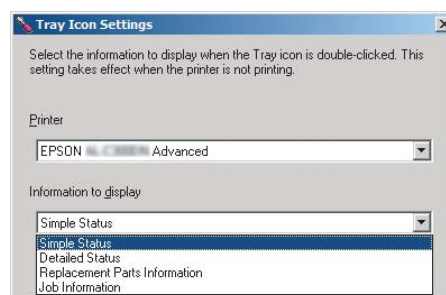 Tray Icon Settings
Select the information to display when the Tray icon is double-clicked. This
setting takes effect when the printer is not printing.
Printer
EPSON Advanced
Information to display
Simple Status
Simple Status
Detailed Status
Replacement Parts Information
Job Information